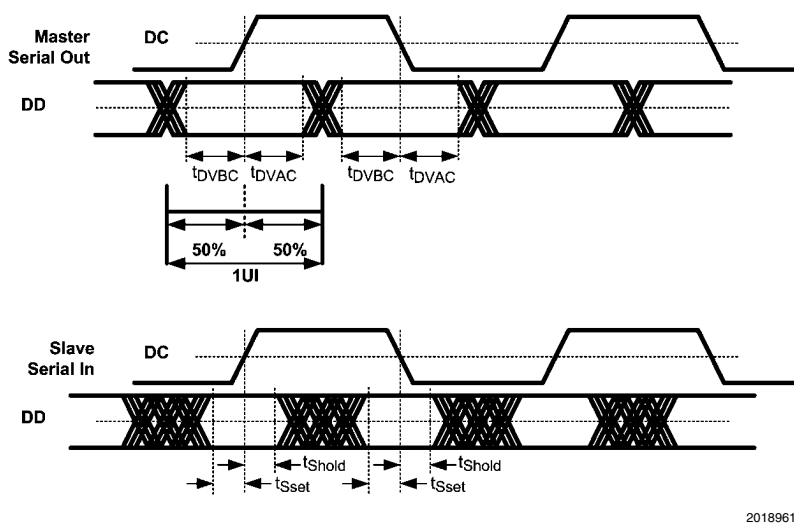 Master
Serial Out
DC
DD
tDVBC tDVAC tDVBC tDVAC
50% 50%
1UI
Slave
Serial In
DC
DD
tShold tShold
tSset tSset
2018961